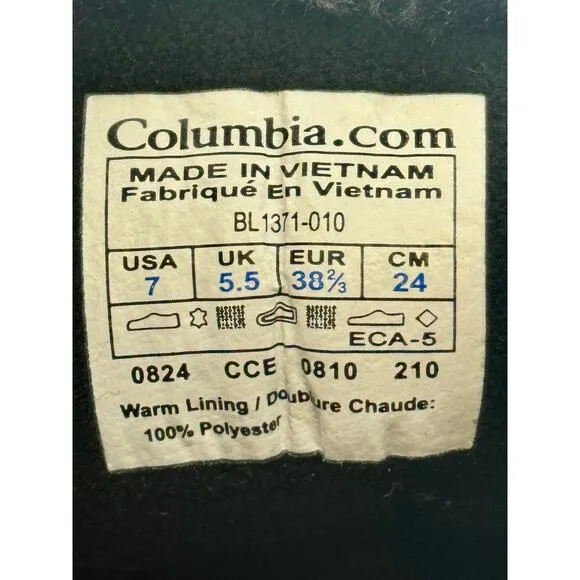 Columbia.com
MADE IN VIETNAM
Fabriqué En Vietnam
BL1371-010
USA UK EUR CM
7 5.5 38⅔ 24
ECA-5
0824 CCE 0810 210
Warm Lining / Doublure Chaude:
100% Polyester